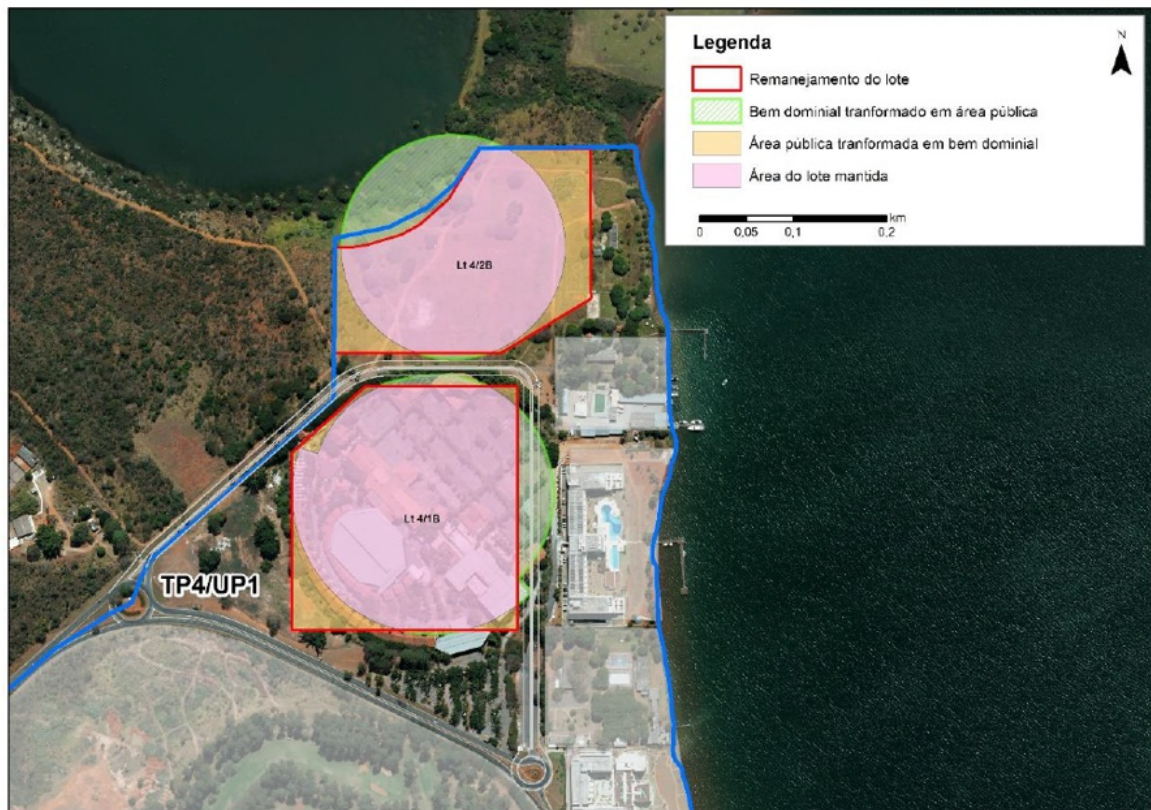 Legenda
Remanejamento do lote
Bem dominial tranformado em área pública
Área pública tranformada em bem dominial
Área do lote mantida
km
0 0,05 0,1 0,2
N
Lt 4/2B
Lt 4/1B
TP4/UP1